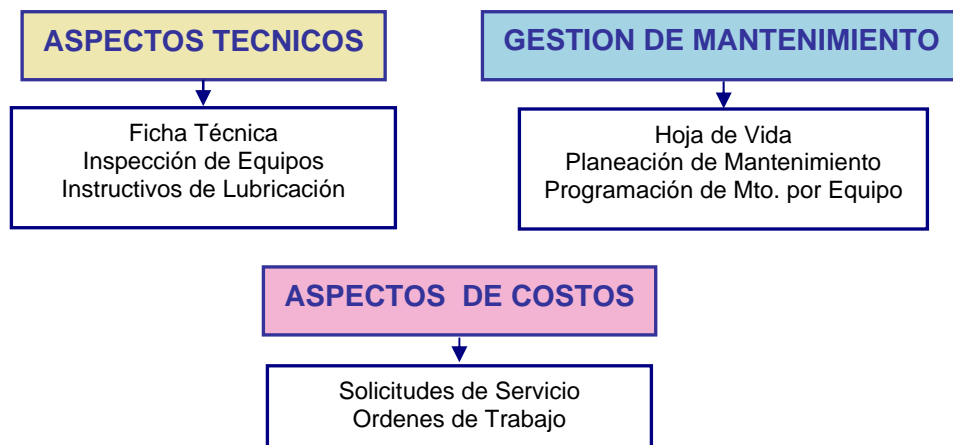 ASPECTOS TECNICOS
Ficha Técnica
Inspección de Equipos
Instructivos de Lubricación
GESTION DE MANTENIMIENTO
Hoja de Vida
Planeación de Mantenimiento
Programación de Mto. por Equipo
ASPECTOS DE COSTOS
Solicitudes de Servicio
Ordenes de Trabajo